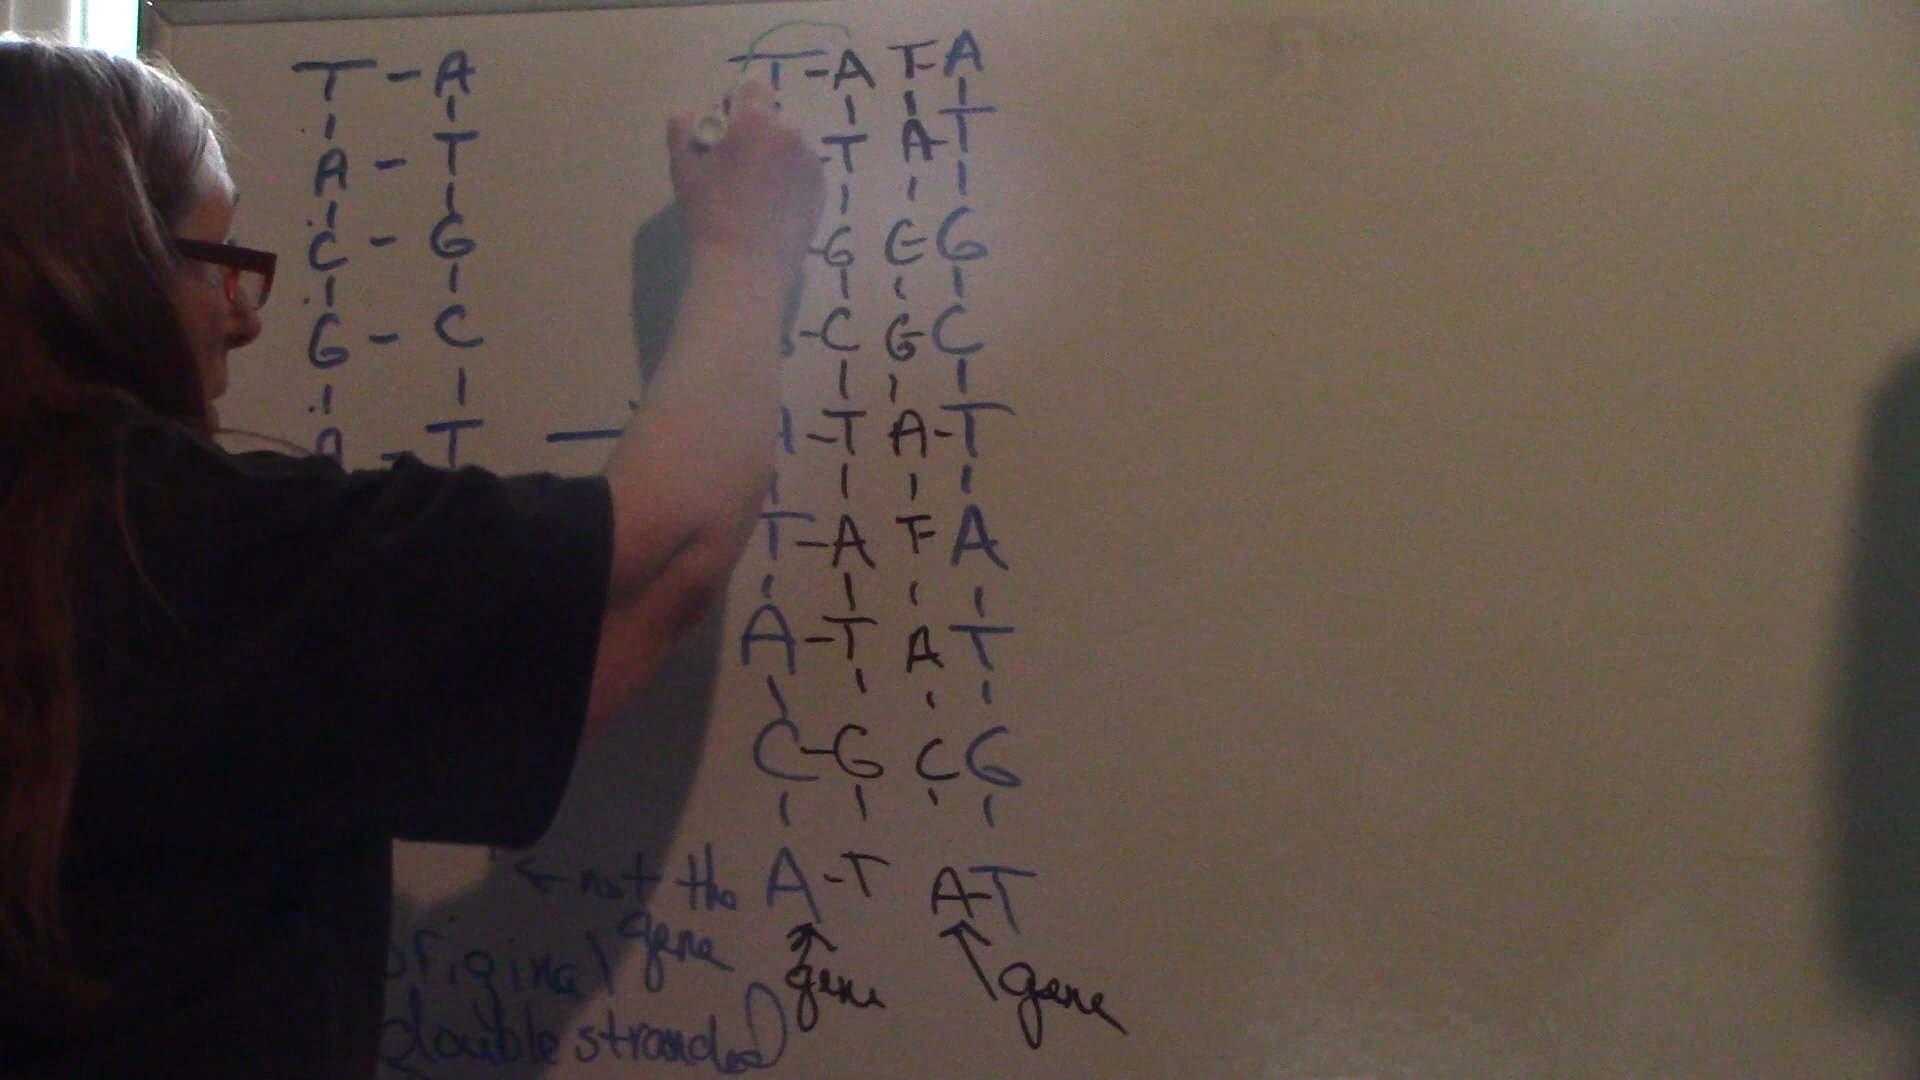 T - A T - A T - A
A - T - T A - T
C - G - G C - G
G - C - C G - C
A - T - T A - T
T - A T - A
A - T A T
C - G C G
← not the A - T A - T
gene
original gene gene
double stranded